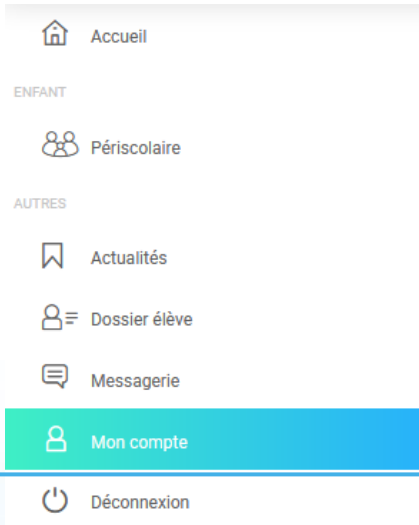 Accueil
ENFANT
Périscolaire
AUTRES
Actualités
Dossier élève
Messagerie
Mon compte
Déconnexion